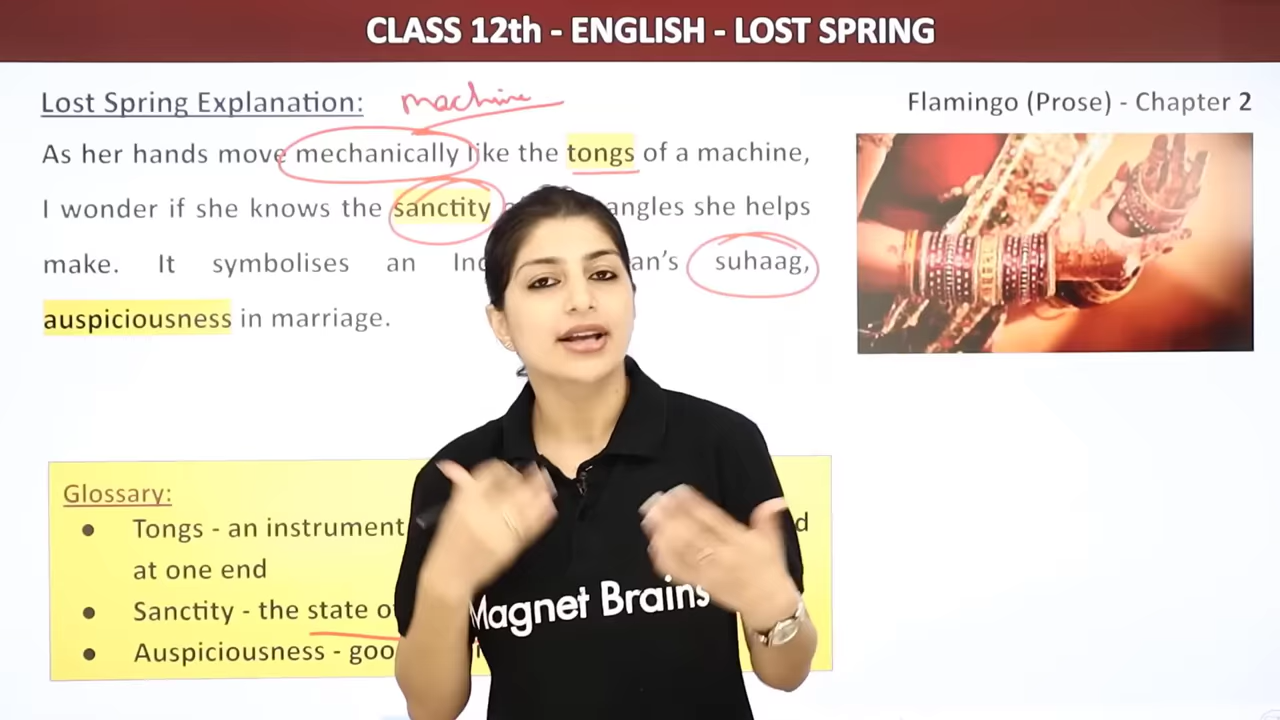 CLASS 12th - ENGLISH - LOST SPRING
Lost Spring Explanation:
machine
Flamingo (Prose) - Chapter 2
As her hands move mechanically like the tongs of a machine,
I wonder if she knows the sanctity angles she helps
make. It symbolises an an's suhaag,
auspiciousness in marriage.
Glossary:
● Tongs - an instrument
at one end
● Sanctity - the state
● Auspiciousness -
Magnet Brains